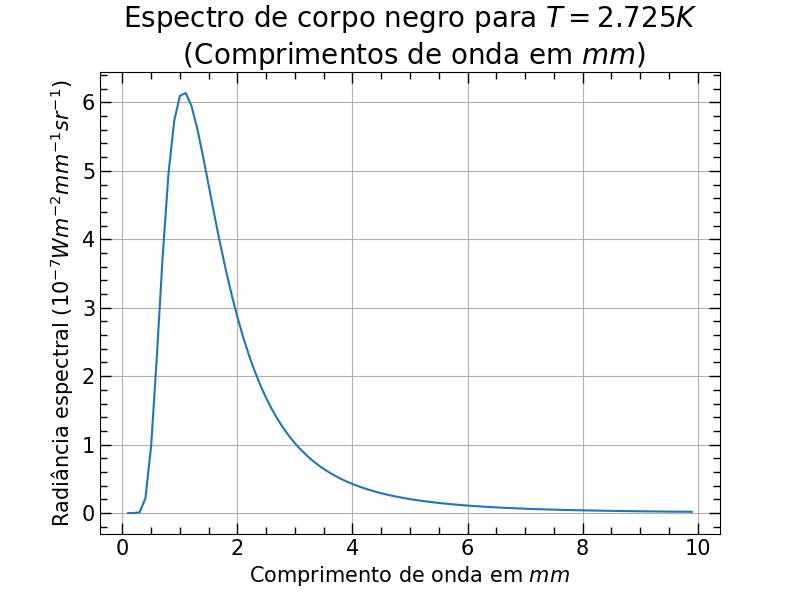 Espectro de corpo negro para T = 2.725K
(Comprimentos de onda em mm)
Radiância espectral (10⁻⁷Wm⁻²mm⁻¹sr⁻¹)
6
5
4
3
2
1
0
0 2 4 6 8 10
Comprimento de onda em mm